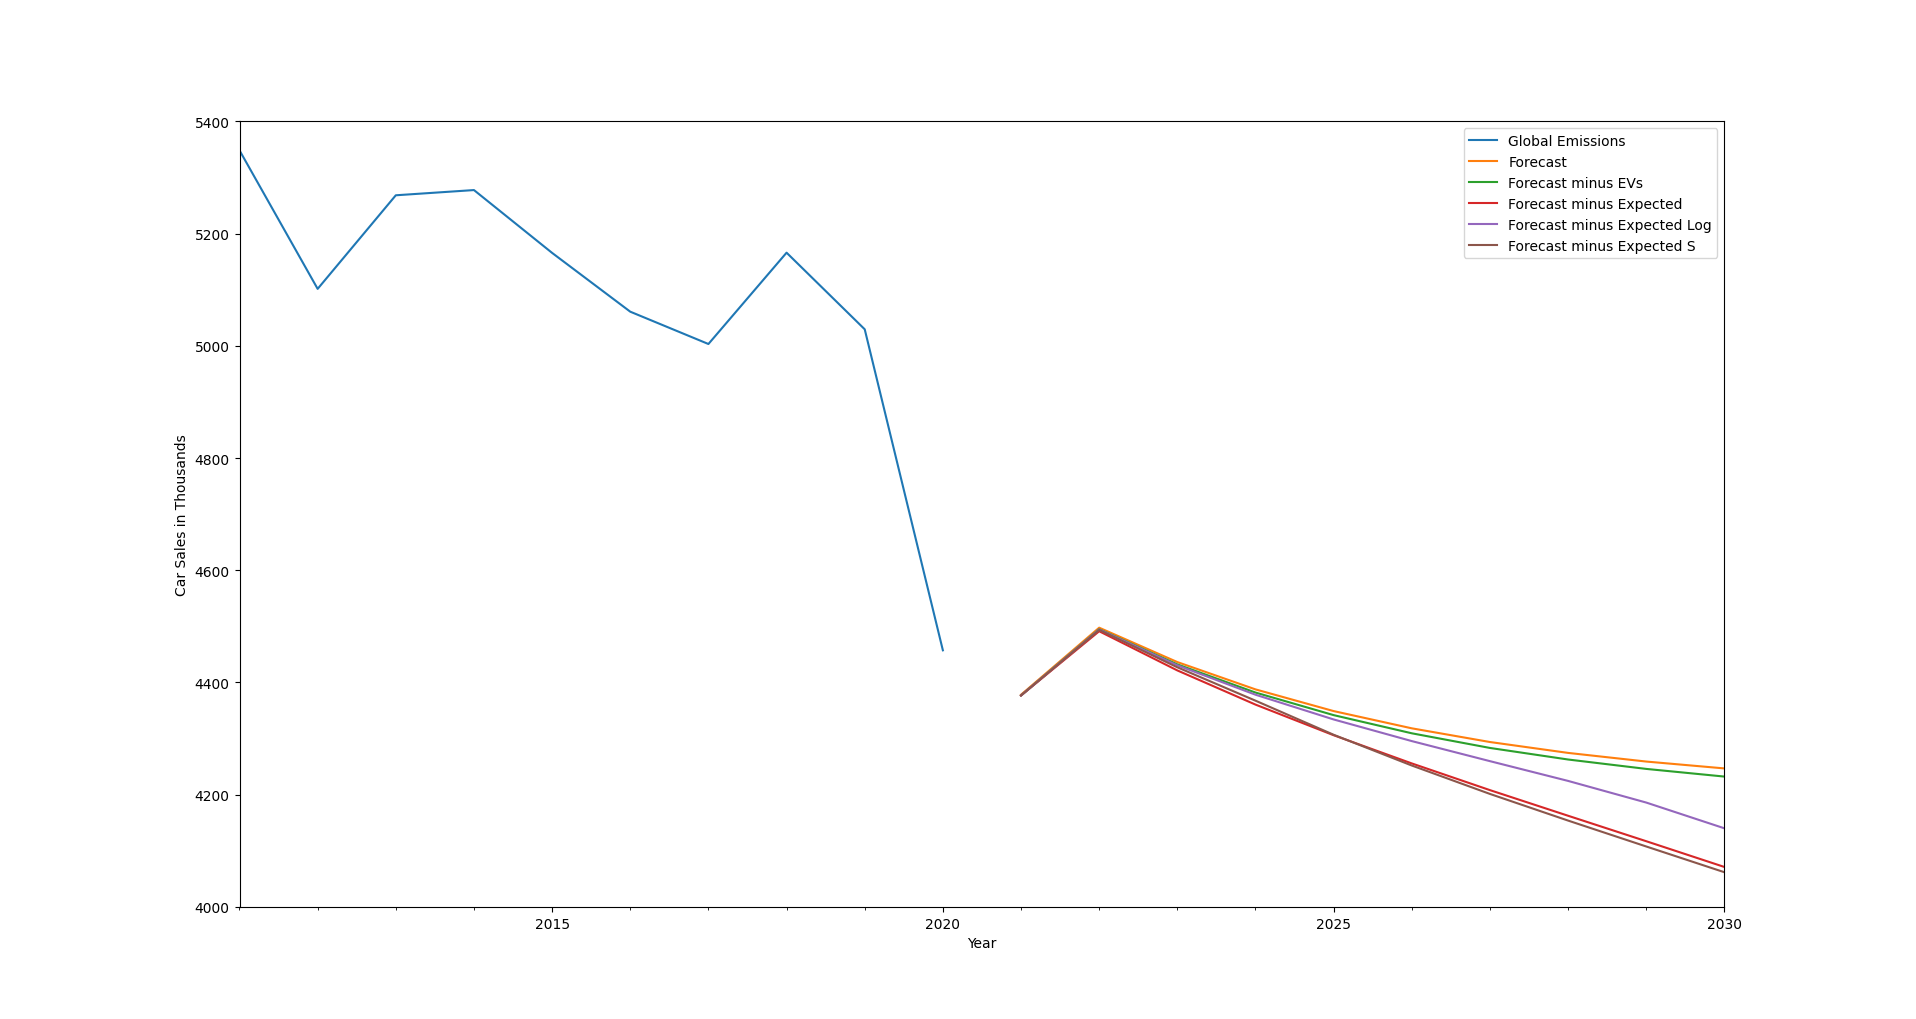 5400
5200
5000
4800
4600
4400
4200
4000
Car Sales in Thousands
2015
2020
2025
2030
Year
Global Emissions
Forecast
Forecast minus EVs
Forecast minus Expected
Forecast minus Expected Log
Forecast minus Expected S